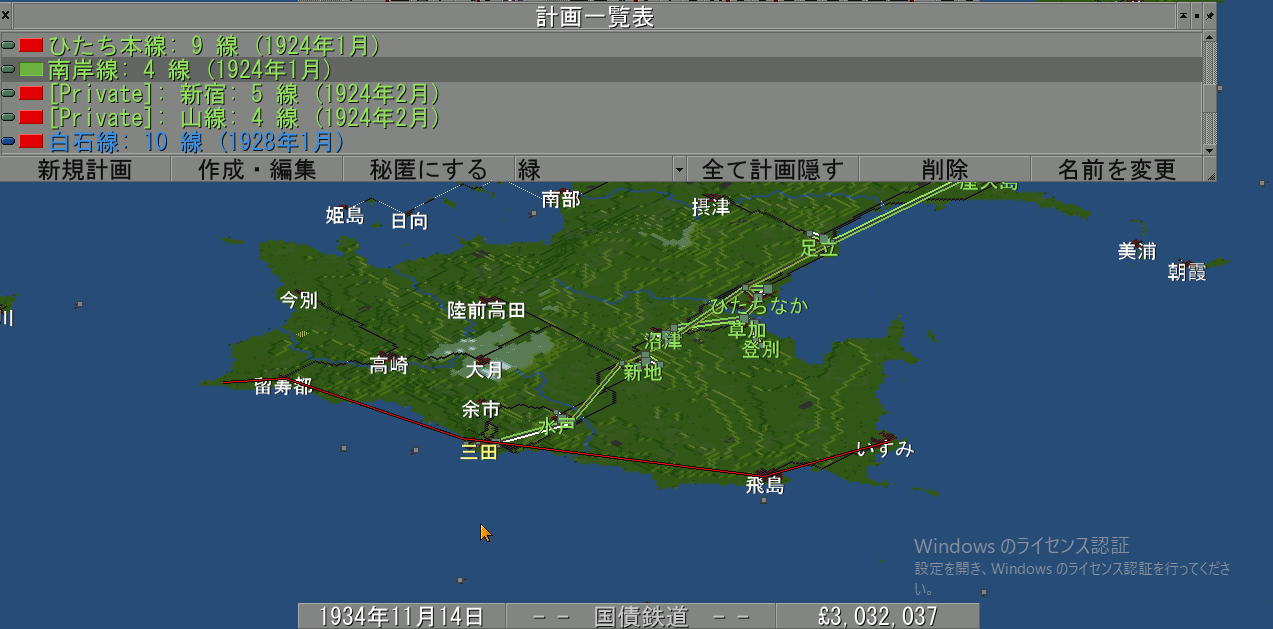 計画一覧表
ひたち本線: 9 線 (1924年1月)
南岸線: 4 線 (1924年1月)
[Private]: 新宿: 5 線 (1924年2月)
[Private]: 山線: 4 線 (1924年2月)
白石線: 10 線 (1928年1月)
新規計画 作成・編集 秘匿にする 緑 全て計画隠す 削除 名前を変更
屋久島
南部
摂津
姫島
日向
足立
美浦
朝霞
今別
陸前高田
ひたちなか
川
草加
沼津
登別
高崎
大月
新地
留寿都
余市
水戸
三田
いすみ
飛島
Windows のライセンス認証
設定を開き、Windows のライセンス認証を行ってくださ
い。
1934年11月14日 -- 国債鉄道 -- £3,032,037